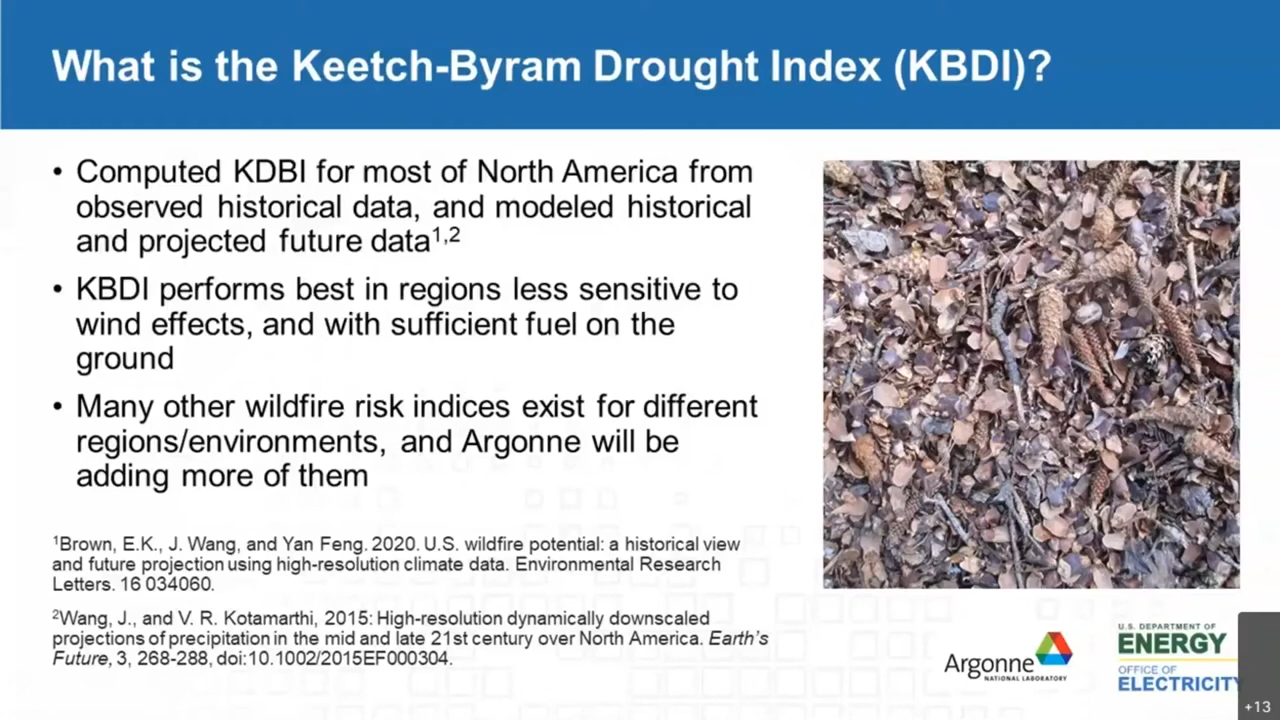 What is the Keetch-Byram Drought Index (KBDI)?
• Computed KDBI for most of North America from
observed historical data, and modeled historical
and projected future data1,2
• KBDI performs best in regions less sensitive to
wind effects, and with sufficient fuel on the
ground
• Many other wildfire risk indices exist for different
regions/environments, and Argonne will be
adding more of them
1Brown, E.K., J. Wang, and Yan Feng. 2020. U.S. wildfire potential: a historical view
and future projection using high-resolution climate data. Environmental Research
Letters. 16 034060.
2Wang, J., and V. R. Kotamarthi, 2015: High-resolution dynamically downscaled
projections of precipitation in the mid and late 21st century over North America. Earth's
Future, 3, 268-288, doi:10.1002/2015EF000304.
Argonne
NATIONAL LABORATORY
U.S. DEPARTMENT OF
ENERGY
OFFICE OF
ELECTRICITY
+13